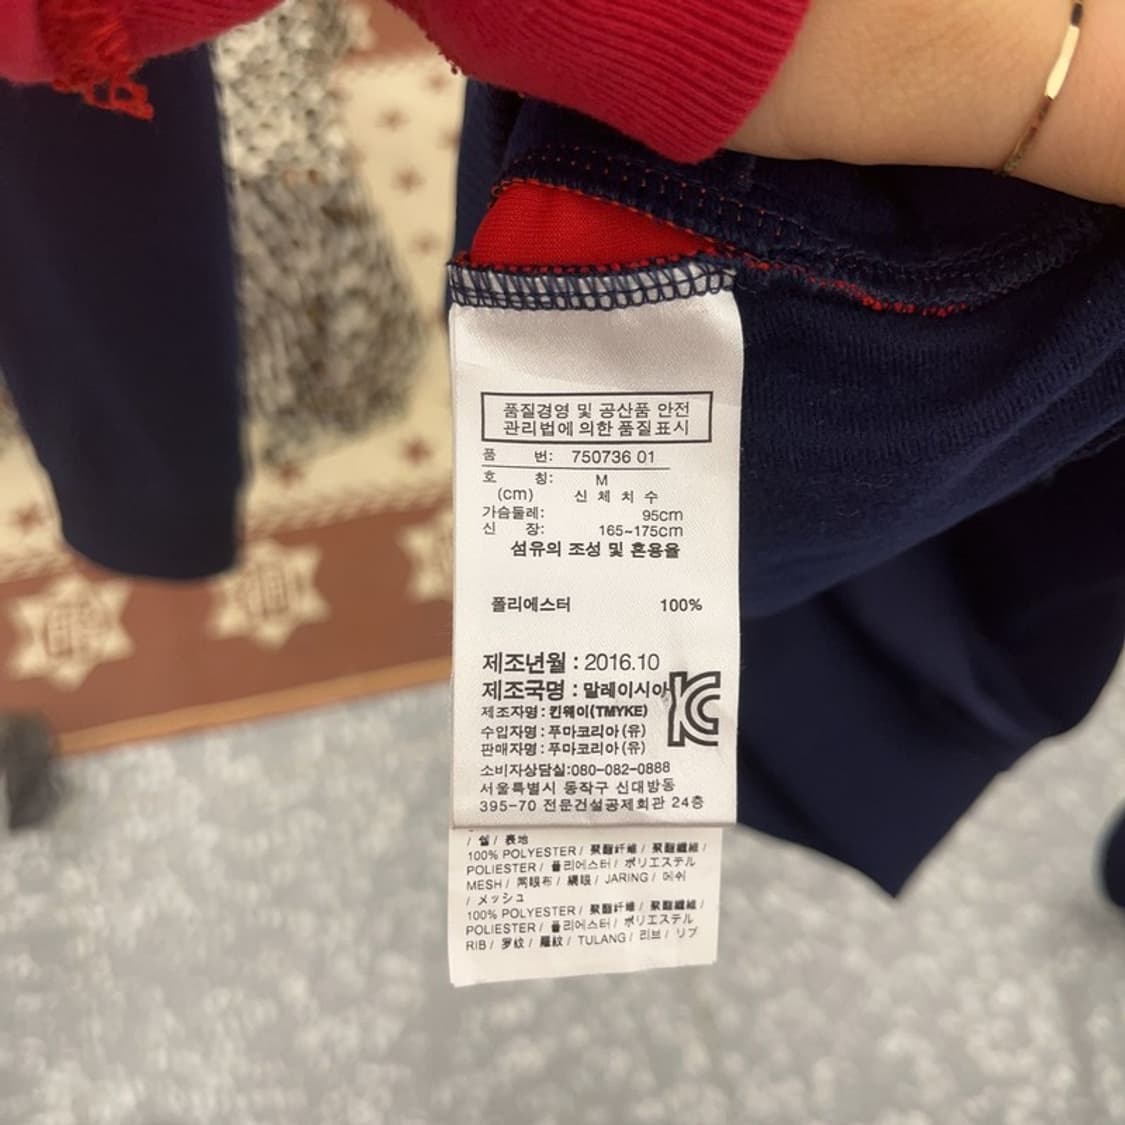 품질경영 및 공산품 안전
관리법에 의한 품질표시
품 번: 750736 01
호 칭: M
(cm) 신 체 치 수
가슴둘레: 95cm
신 장: 165~175cm
섬유의 조성 및 혼용율
폴리에스터 100%
제조년월 : 2016.10
제조국명 : 말레이시아
제조자명 : 킨웨이(TMYKE)
수입자명 : 푸마코리아 (유)
판매자명 : 푸마코리아 (유)
소비자상담실:080-082-0888
서울특별시 동작구 신대방동
395-70 전문건설공제회관 24층
/ 쉘 / 表地
100% POLYESTER / 聚酯纤维 / 聚酯纖維 /
POLIESTER / 폴리에스터 / ポリエステル
MESH / 网眼布 / 網眼 / JARING / 메쉬
/ メッシュ
100% POLYESTER / 聚酯纤维 / 聚酯纖維 /
POLIESTER / 폴리에스터 / ポリエステル
RIB / 罗纹 / 羅紋 / TULANG / 리브 / リブ